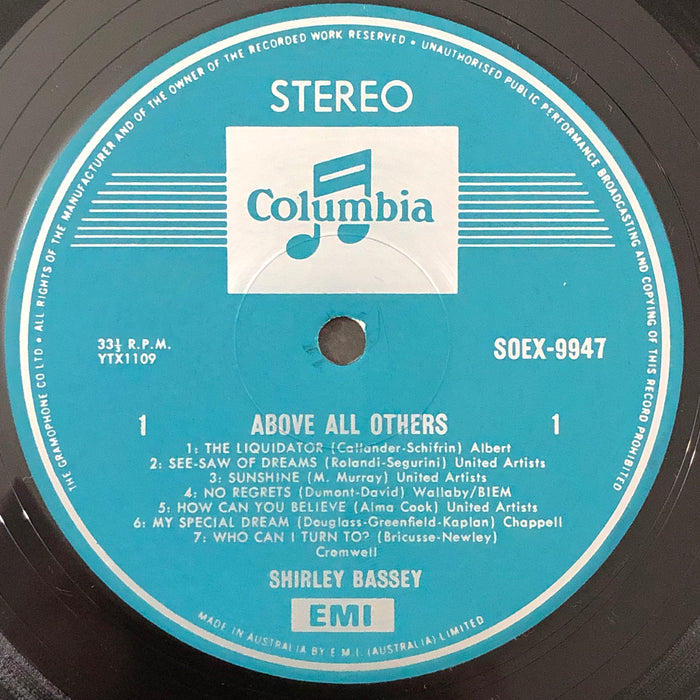 THE GRAMOPHONE CO LTD • ALL RIGHTS OF THE MANUFACTURER AND OF THE OWNER OF THE RECORDED WORK RESERVED • UNAUTHORISED PUBLIC PERFORMANCE BROADCASTING AND COPYING OF THIS RECORD PROHIBITED
STEREO
Columbia
33⅓ R.P.M.
YTX1109
SOEX-9947
1 ABOVE ALL OTHERS 1
1: THE LIQUIDATOR (Callander-Schifrin) Albert
2: SEE-SAW OF DREAMS (Rolandi-Segurini) United Artists
3: SUNSHINE (M. Murray) United Artists
4: NO REGRETS (Dumont-David) Wallaby/BIEM
5: HOW CAN YOU BELIEVE (Alma Cook) United Artists
6: MY SPECIAL DREAM (Douglass-Greenfield-Kaplan) Chappell
7: WHO CAN I TURN TO? (Bricusse-Newley)
Cromwell
SHIRLEY BASSEY
EMI
MADE IN AUSTRALIA BY E.M.I. (AUSTRALIA) LIMITED